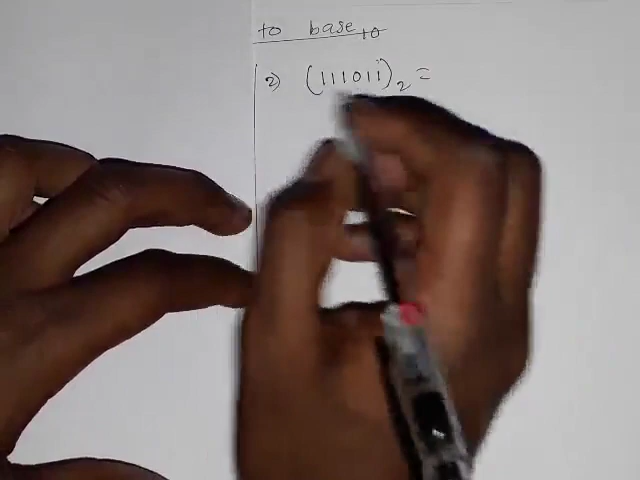 to base 10
2) (111011)₂ =